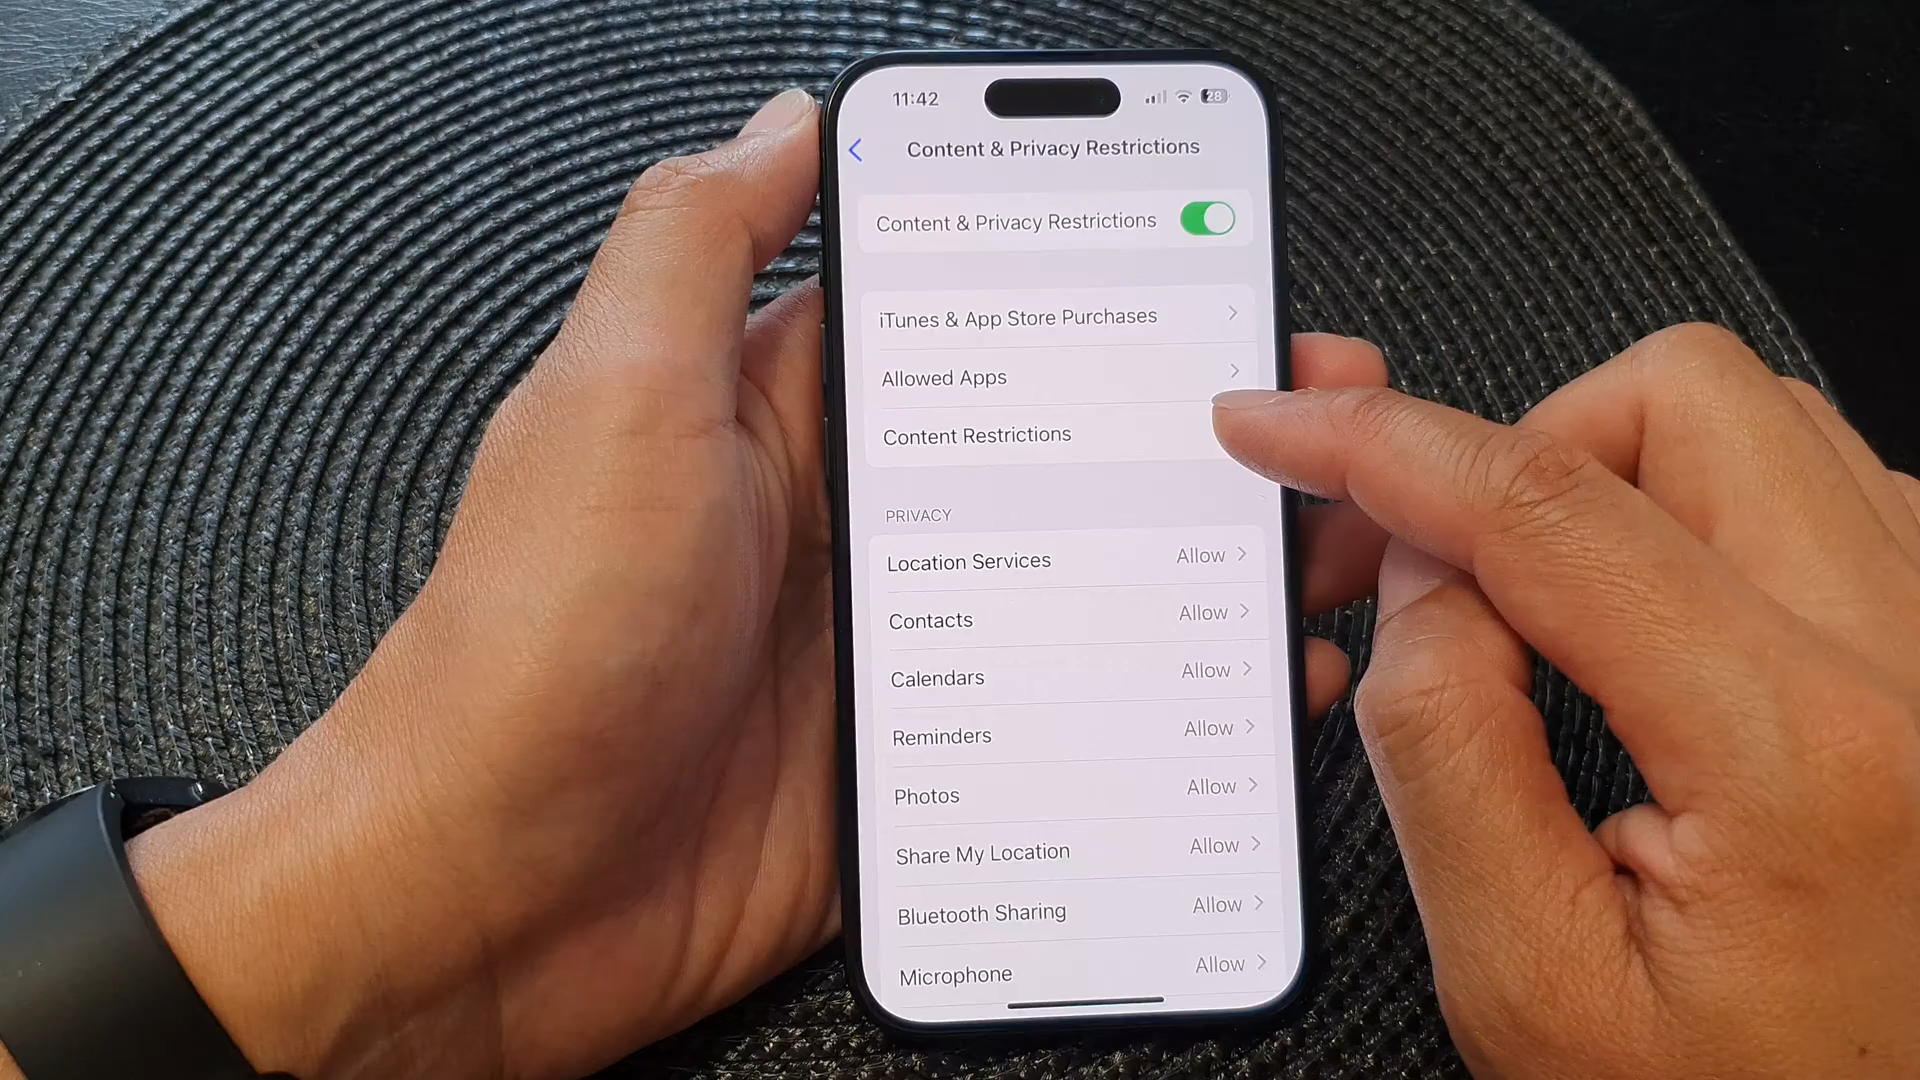 11:42
28
Content & Privacy Restrictions
Content & Privacy Restrictions
iTunes & App Store Purchases
Allowed Apps
Content Restrictions
PRIVACY
Location Services Allow
Contacts Allow
Calendars Allow
Reminders Allow
Photos Allow
Share My Location Allow
Bluetooth Sharing Allow
Microphone Allow